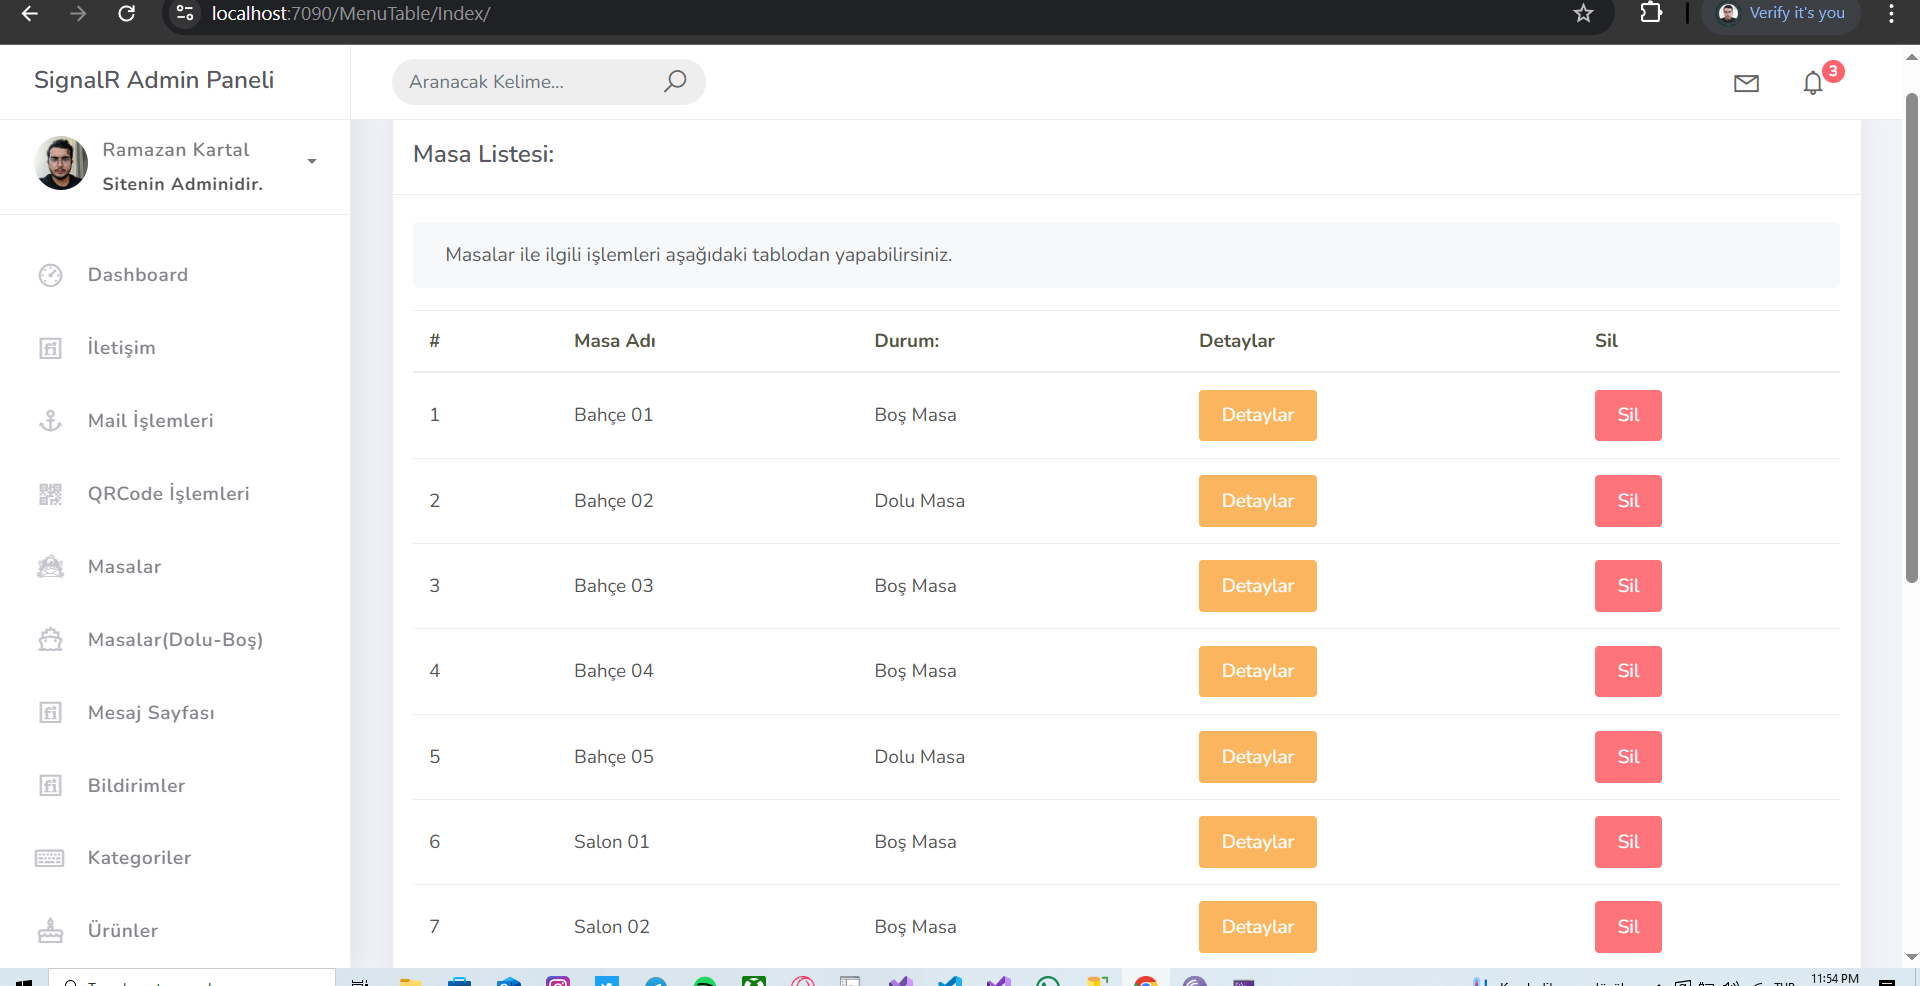 localhost:7090/MenuTable/Index/
Verify it's you
SignalR Admin Paneli
Aranacak Kelime...
3
Ramazan Kartal
Sitenin Adminidir.
Dashboard
İletişim
Mail İşlemleri
QRCode İşlemleri
Masalar
Masalar(Dolu-Boş)
Mesaj Sayfası
Bildirimler
Kategoriler
Ürünler
Masa Listesi:
Masalar ile ilgili işlemleri aşağıdaki tablodan yapabilirsiniz.
# Masa Adı Durum: Detaylar Sil
1 Bahçe 01 Boş Masa Detaylar Sil
2 Bahçe 02 Dolu Masa Detaylar Sil
3 Bahçe 03 Boş Masa Detaylar Sil
4 Bahçe 04 Boş Masa Detaylar Sil
5 Bahçe 05 Dolu Masa Detaylar Sil
6 Salon 01 Boş Masa Detaylar Sil
7 Salon 02 Boş Masa Detaylar Sil
11:54 PM